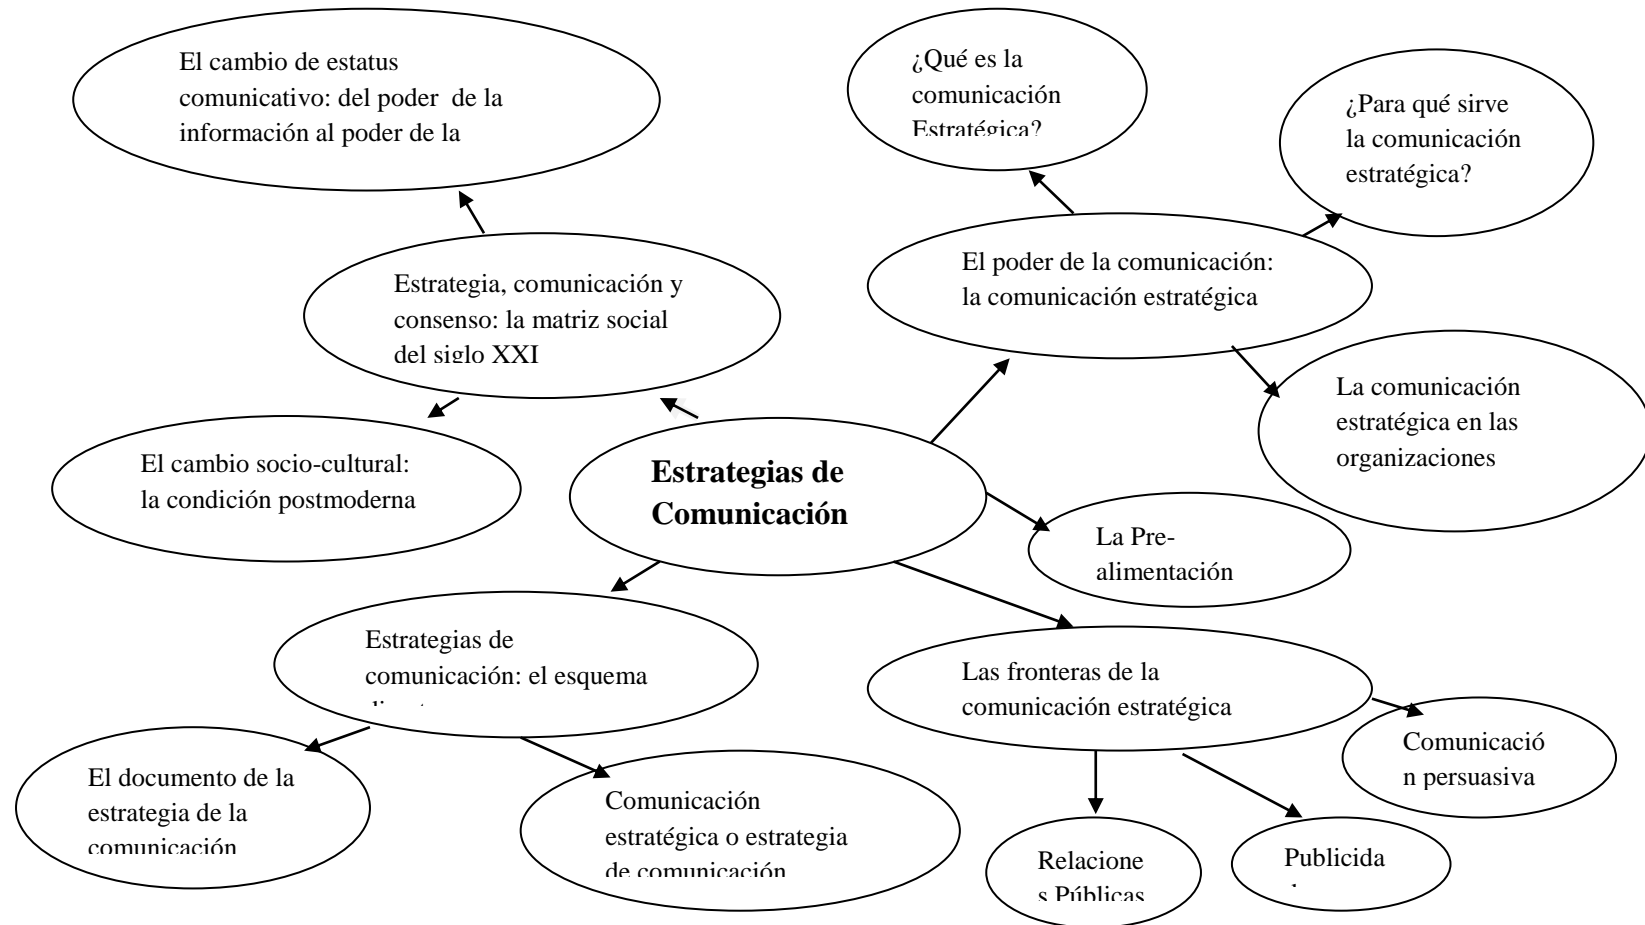 El cambio de estatus
comunicativo: del poder  de la
información al poder de la
¿Qué es la
comunicación
Estratégica?
¿Para qué sirve
la comunicación
estratégica?
El poder de la comunicación:
la comunicación estratégica
Estrategia, comunicación y
consenso: la matriz social
del siglo XXI
La comunicación
estratégica en las
organizaciones
El cambio socio-cultural:
la condición postmoderna
Estrategias de
Comunicación
La Pre-
alimentación
Estrategias de
comunicación: el esquema
Las fronteras de la
comunicación estratégica
Comunicació
n persuasiva
El documento de la
estrategia de la
comunicación
Comunicación
estratégica o estrategia
de comunicación
Relacione
s Públicas
Publicida